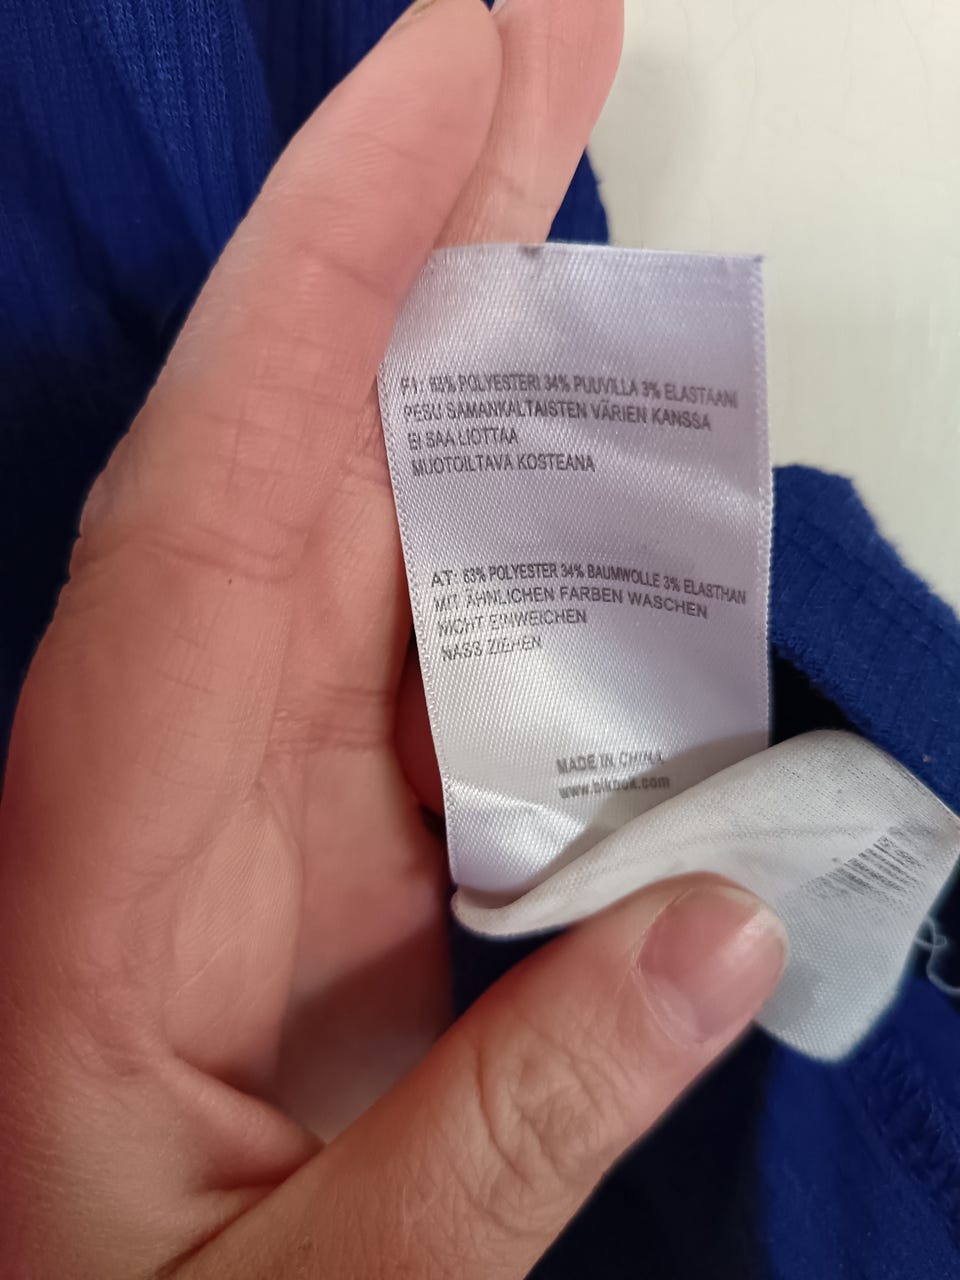 FI: 63% POLYESTERI 34% PUUVILLA 3% ELASTAANI
PESU SAMANKALTAISTEN VÄRIEN KANSSA
EI SAA LIOTTAA
MUOTOILTAVA KOSTEANA
AT: 63% POLYESTER 34% BAUMWOLLE 3% ELASTHAN
MIT ÄHNLICHEN FARBEN WASCHEN
NICHT EINWEICHEN
NASS ZIEHEN
MADE IN CHINA
www.bikbok.com